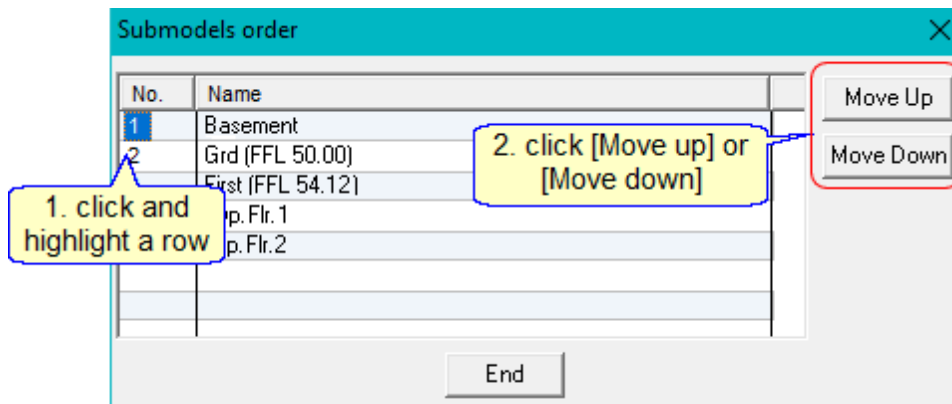 Submodels order
No. Name
1 Basement
2 Grd (FFL 50.00)
First (FFL 54.12)
p. Flr.1
p. Flr.2
1. click and
highlight a row
2. click [Move up] or
[Move down]
Move Up
Move Down
End